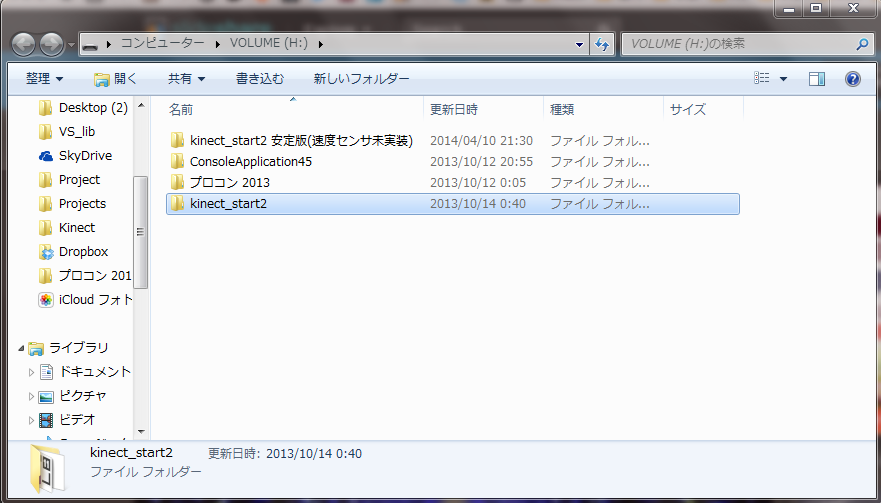 コンピューター ▸ VOLUME (H:) ▸
VOLUME (H:)の検索
整理 開く 共有 書き込む 新しいフォルダー
名前 更新日時 種類 サイズ
Desktop (2)
VS_lib
SkyDrive
Project
Projects
Kinect
Dropbox
プロコン 201
iCloud フォト
ライブラリ
ドキュメント
ピクチャ
ビデオ
kinect_start2 安定版(速度センサ未実装) 2014/04/10 21:30 ファイル フォル...
ConsoleApplication45 2013/10/12 20:55 ファイル フォル...
プロコン 2013 2013/10/12 0:05 ファイル フォル...
kinect_start2 2013/10/14 0:40 ファイル フォル...
kinect_start2 更新日時: 2013/10/14 0:40
ファイル フォルダー